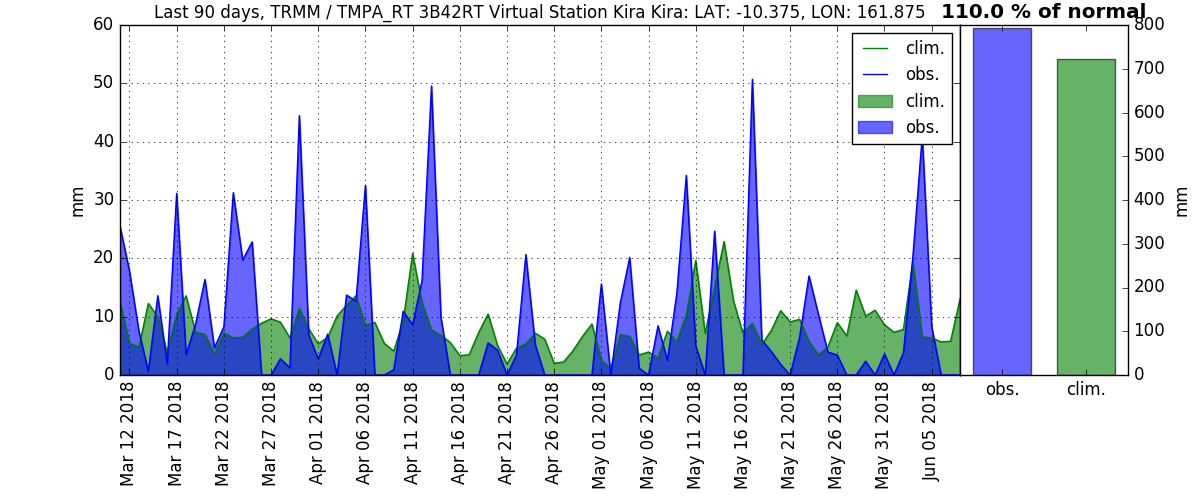 Last 90 days, TRMM / TMPA_RT 3B42RT Virtual Station Kira Kira: LAT: -10.375, LON: 161.875
110.0 % of normal
60
50
40
30
20
10
0
mm
clim.
obs.
clim.
obs.
Mar 12 2018
Mar 17 2018
Mar 22 2018
Mar 27 2018
Apr 01 2018
Apr 06 2018
Apr 11 2018
Apr 16 2018
Apr 21 2018
Apr 26 2018
May 01 2018
May 06 2018
May 11 2018
May 16 2018
May 21 2018
May 26 2018
May 31 2018
Jun 05 2018
800
700
600
500
400
300
200
100
0
mm
obs.
clim.